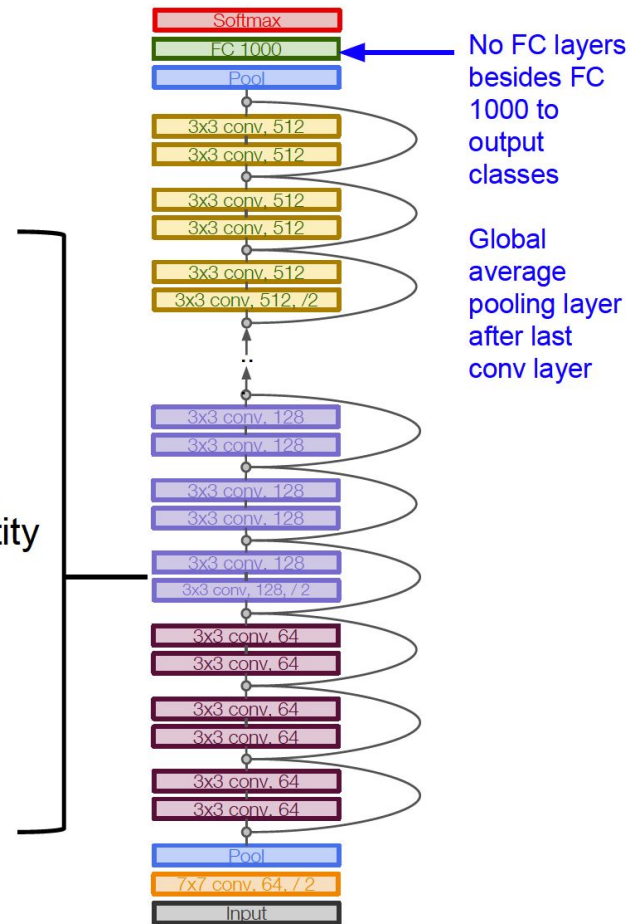 Softmax
FC 1000
Pool
3x3 conv, 512
3x3 conv, 512
3x3 conv, 512
3x3 conv, 512
3x3 conv, 512
3x3 conv, 512, /2
..
3x3 conv, 128
3x3 conv, 128
3x3 conv, 128
3x3 conv, 128
3x3 conv, 128
3x3 conv, 128, / 2
3x3 conv, 64
3x3 conv, 64
3x3 conv, 64
3x3 conv, 64
3x3 conv, 64
3x3 conv, 64
Pool
7x7 conv, 64, / 2
Input
No FC layers
besides FC
1000 to
output
classes
Global
average
pooling layer
after last
conv layer
tity